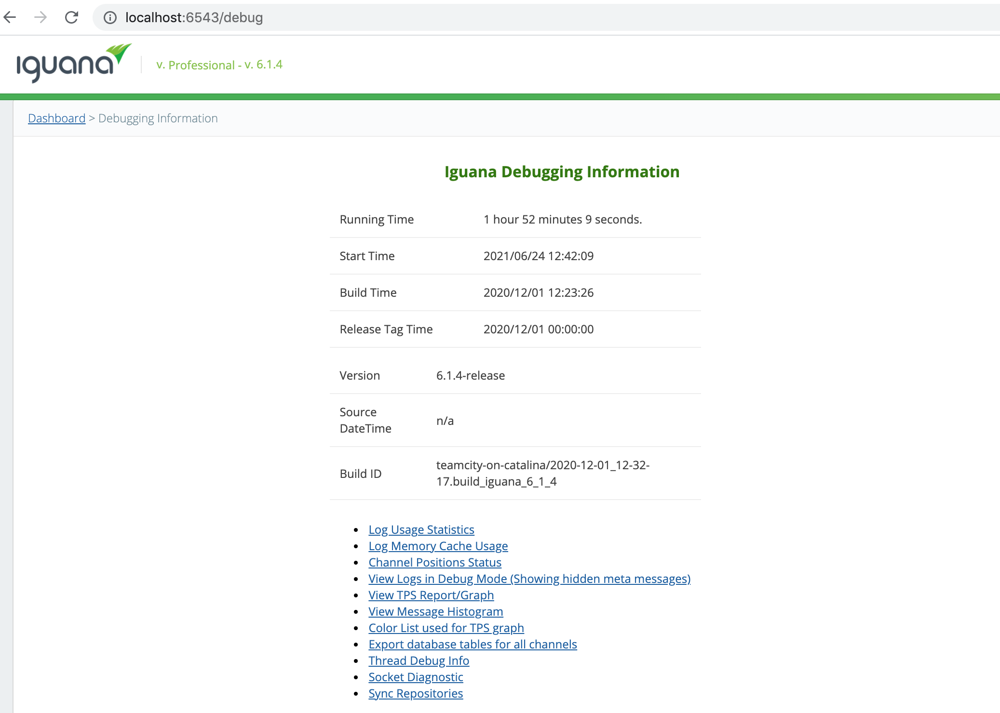 localhost:6543/debug
Iguana
v. Professional - v. 6.1.4
Dashboard > Debugging Information
Iguana Debugging Information
Running Time 1 hour 52 minutes 9 seconds.
Start Time 2021/06/24 12:42:09
Build Time 2020/12/01 12:23:26
Release Tag Time 2020/12/01 00:00:00
Version 6.1.4-release
Source
DateTime
n/a
Build ID
teamcity-on-catalina/2020-12-01_12-32-
17.build_iguana_6_1_4
• Log Usage Statistics
• Log Memory Cache Usage
• Channel Positions Status
• View Logs in Debug Mode (Showing hidden meta messages)
• View TPS Report/Graph
• View Message Histogram
• Color List used for TPS graph
• Export database tables for all channels
• Thread Debug Info
• Socket Diagnostic
• Sync Repositories